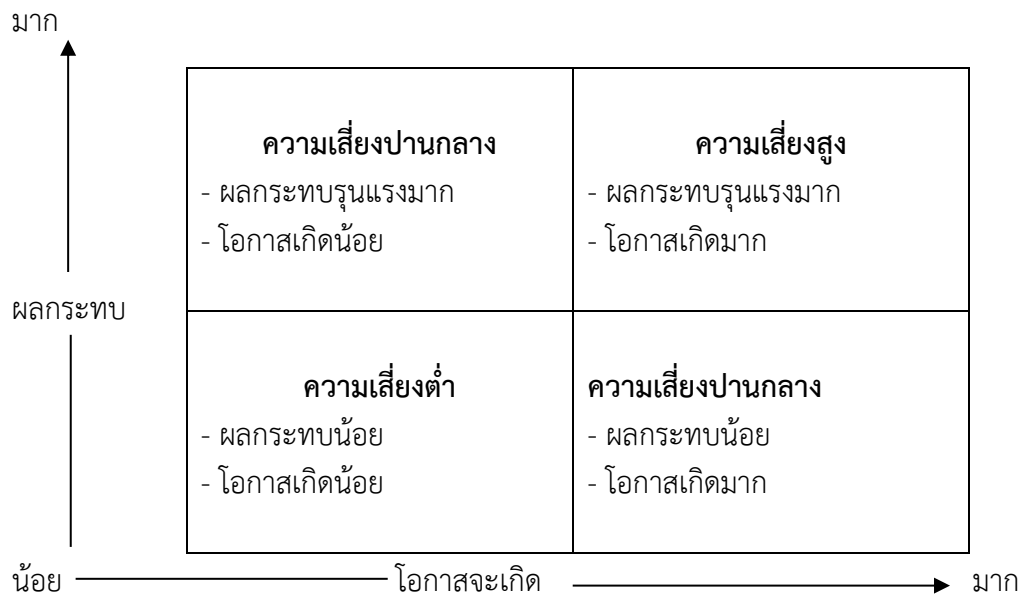 มาก
ความเสี่ยงปานกลาง
- ผลกระทบรุนแรงมาก
- โอกาสเกิดน้อย
ความเสี่ยงสูง
- ผลกระทบรุนแรงมาก
- โอกาสเกิดมาก
ผลกระทบ
ความเสี่ยงต่ำ
- ผลกระทบน้อย
- โอกาสเกิดน้อย
ความเสี่ยงปานกลาง
- ผลกระทบน้อย
- โอกาสเกิดมาก
น้อย โอกาสจะเกิด มาก